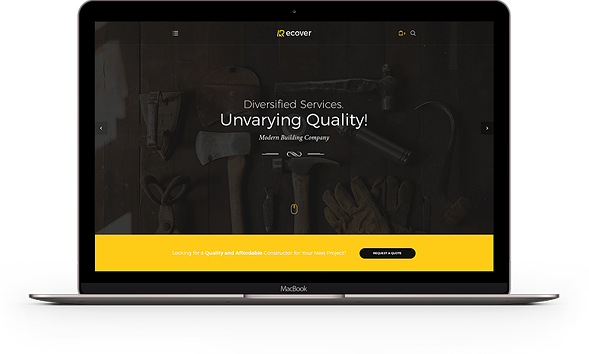 Recover
Diversified Services.
Unvarying Quality!
Modern Building Company
Looking for a Quality and Affordable Constructor for Your Next Project?
REQUEST A QUOTE
MacBook